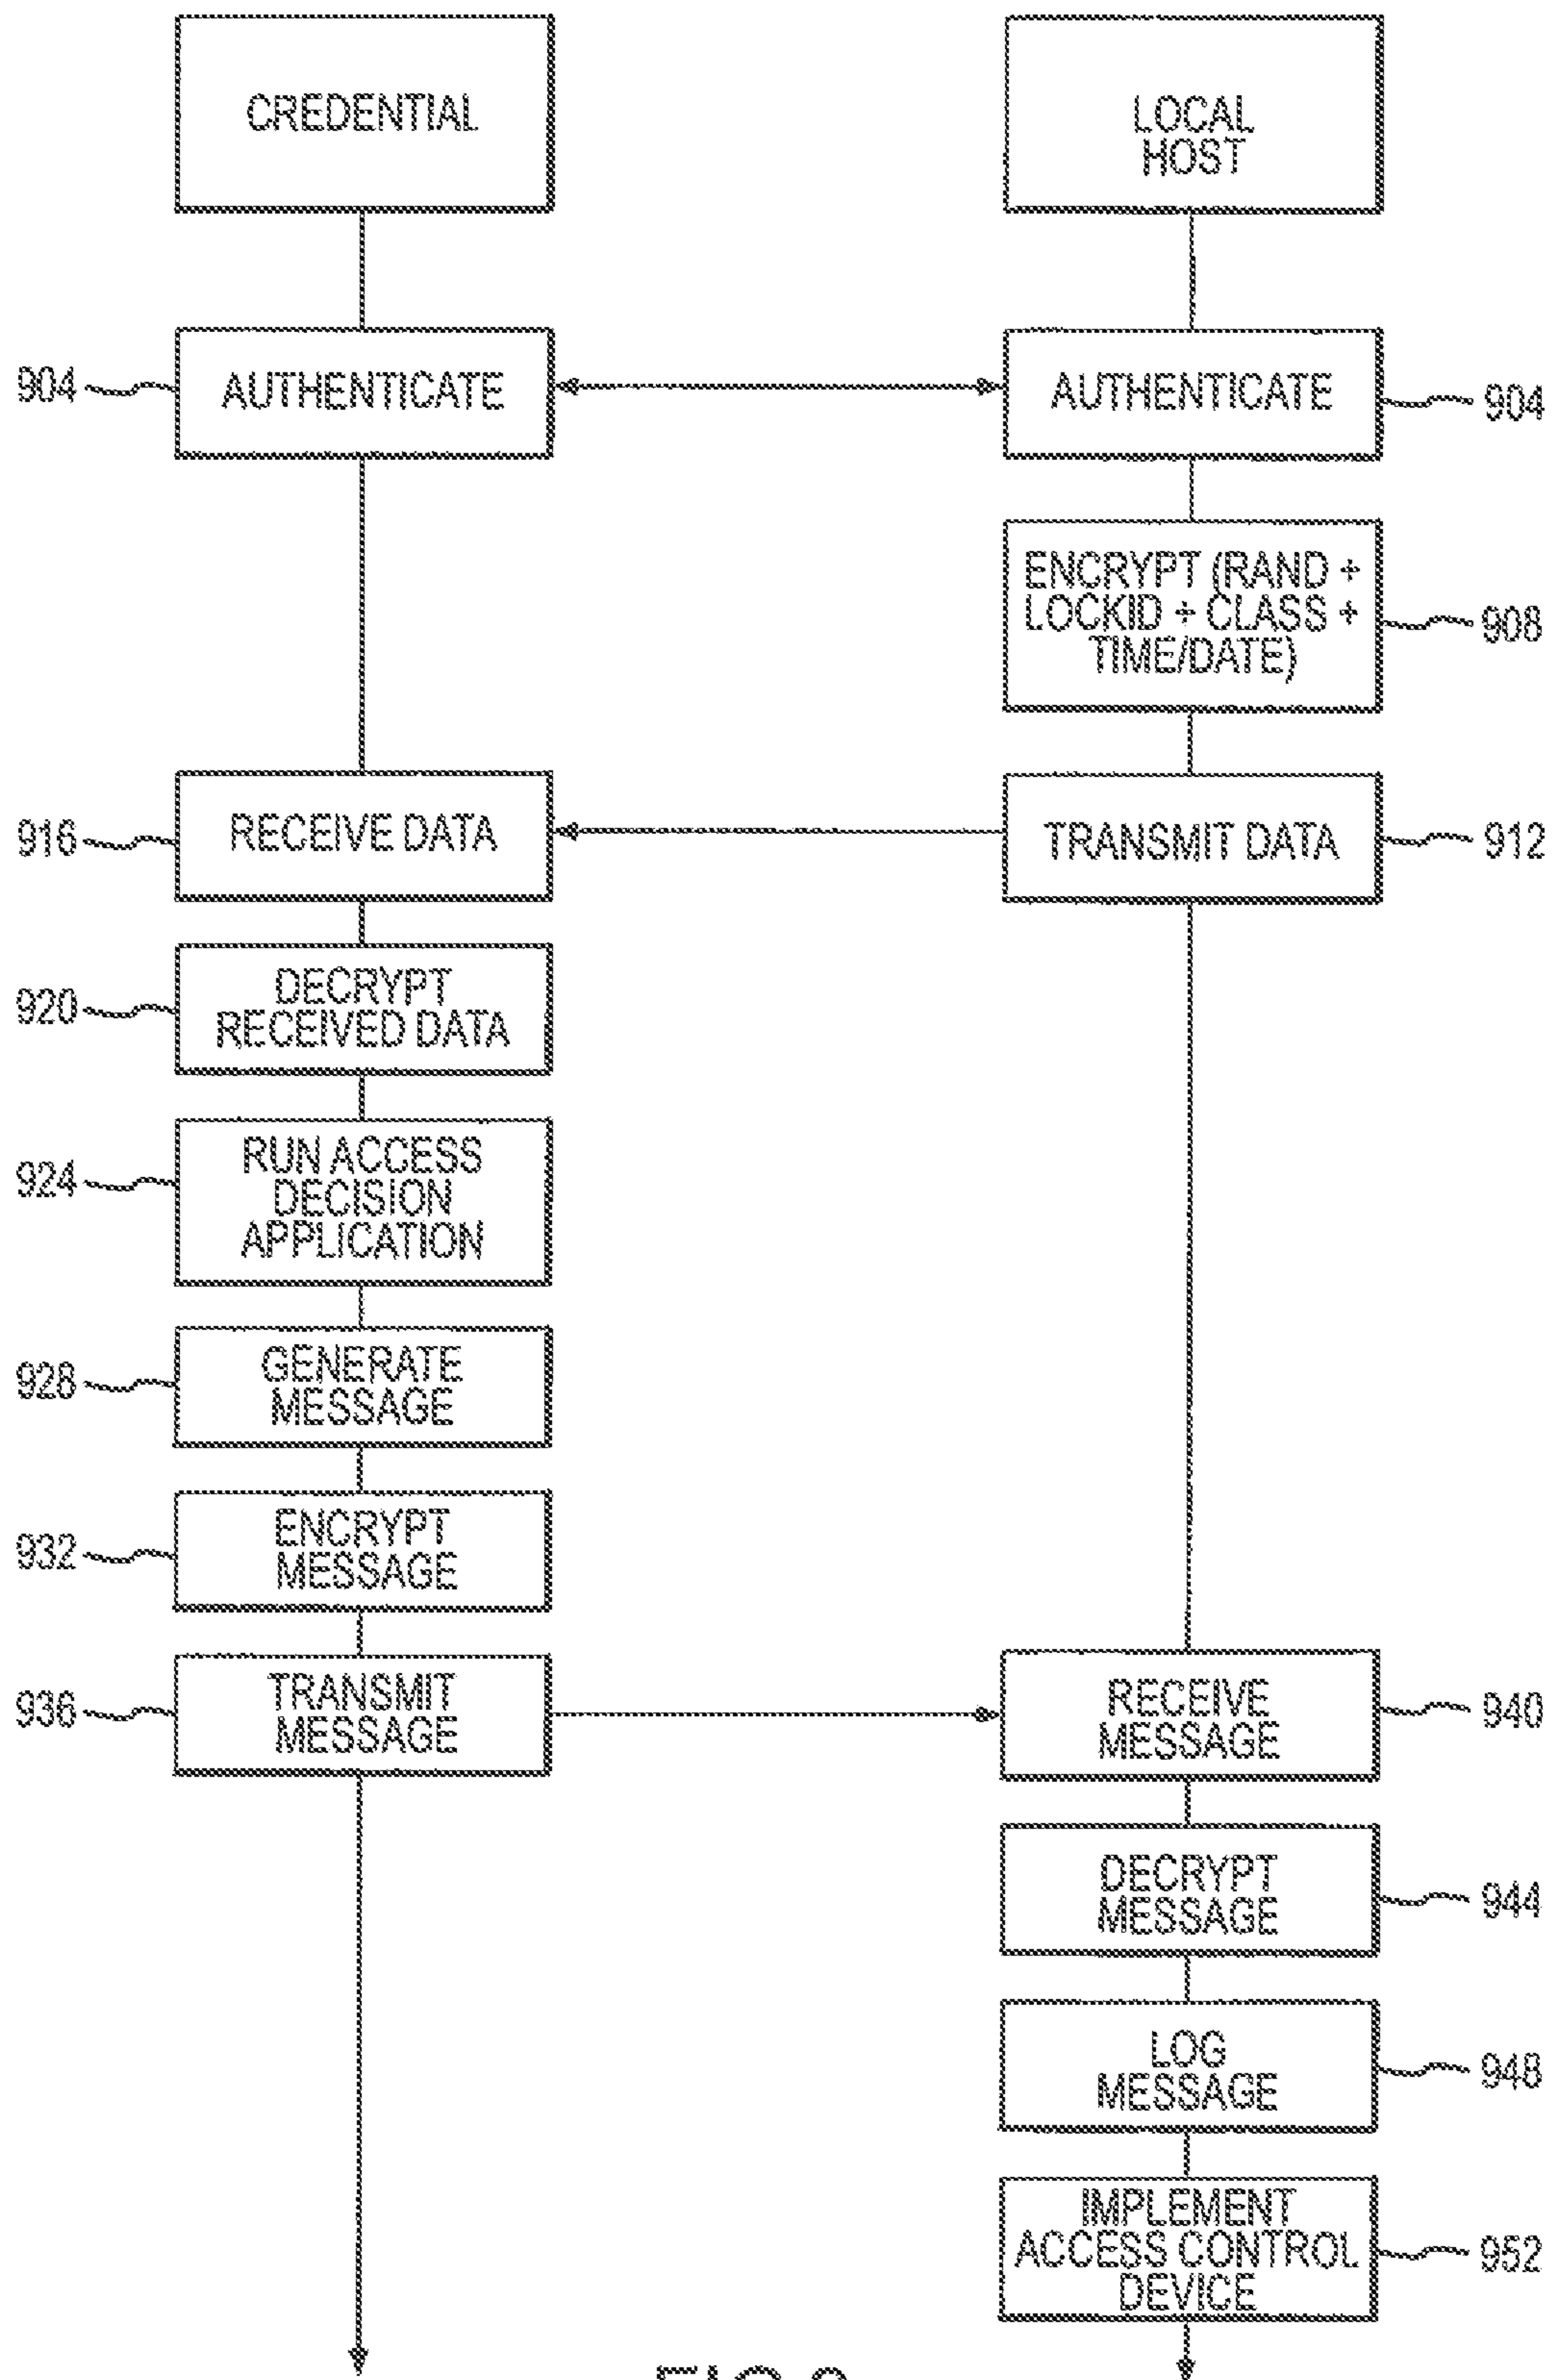 CREDENTIAL
LOCAL
HOST
904
AUTHENTICATE
AUTHENTICATE
904
ENCRYPT (RAND +
LOCKID + CLASS +
TIME/DATE)
908
916
RECEIVE DATA
TRANSMIT DATA
912
920
DECRYPT
RECEIVED DATA
924
RUN ACCESS
DECISION
APPLICATION
928
GENERATE
MESSAGE
932
ENCRYPT
MESSAGE
936
TRANSMIT
MESSAGE
RECEIVE
MESSAGE
940
DECRYPT
MESSAGE
944
LOG
MESSAGE
948
IMPLEMENT
ACCESS CONTROL
DEVICE
952